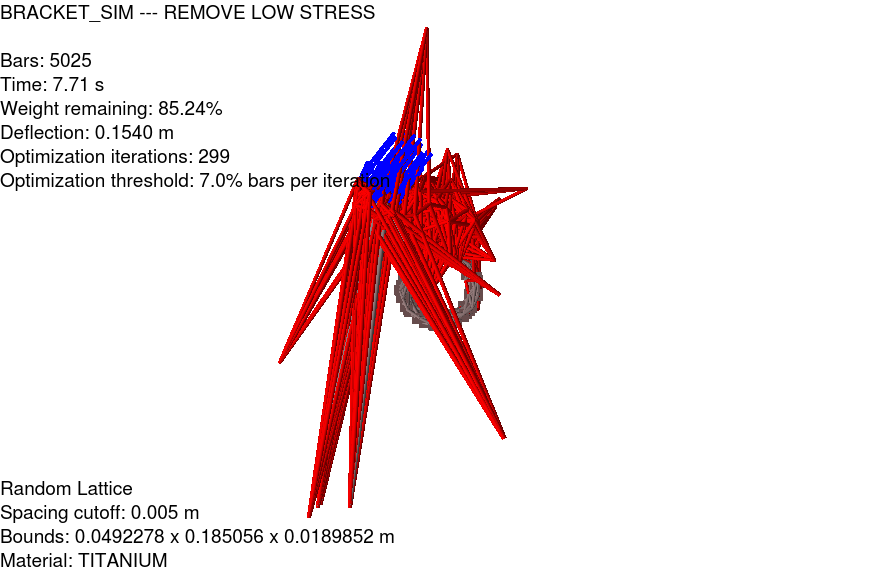 BRACKET_SIM --- REMOVE LOW STRESS
Bars: 5025
Time: 7.71 s
Weight remaining: 85.24%
Deflection: 0.1540 m
Optimization iterations: 299
Optimization threshold: 7.0% bars per iteration
Random Lattice
Spacing cutoff: 0.005 m
Bounds: 0.0492278 x 0.185056 x 0.0189852 m
Material: TITANIUM